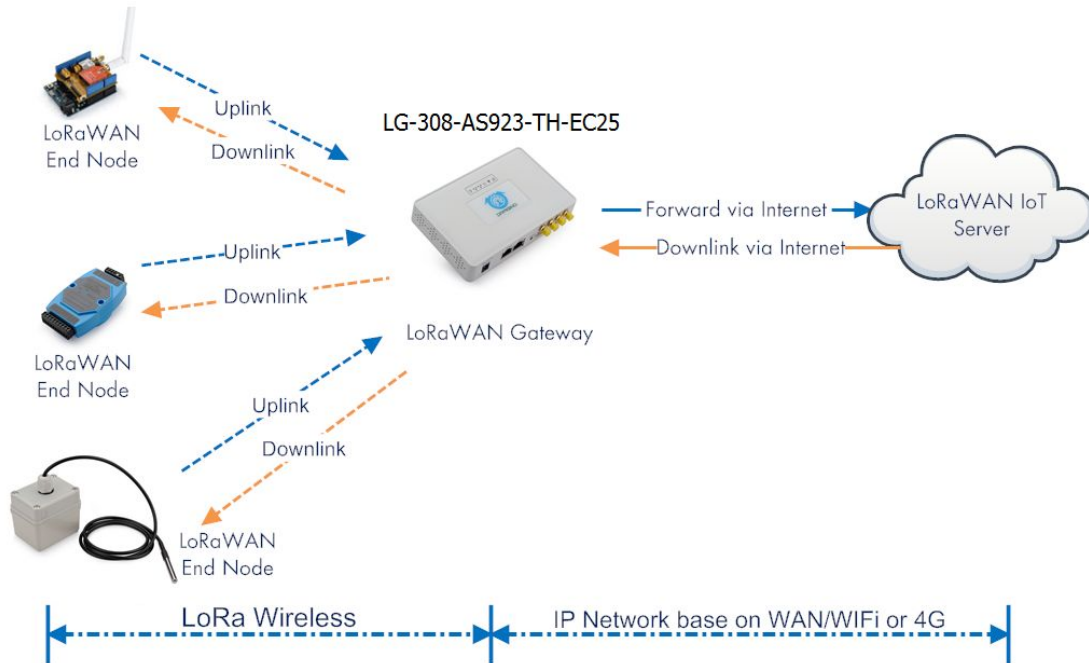 LG-308-AS923-TH-EC25
Uplink
Downlink
LoRaWAN
End Node
Uplink
Downlink
LoRaWAN
End Node
Uplink
Downlink
LoRaWAN
End Node
LoRaWAN Gateway
Forward via Internet
Downlink via Internet
LoRaWAN IoT
Server
LoRa Wireless
IP Network base on WAN/WIFi or 4G